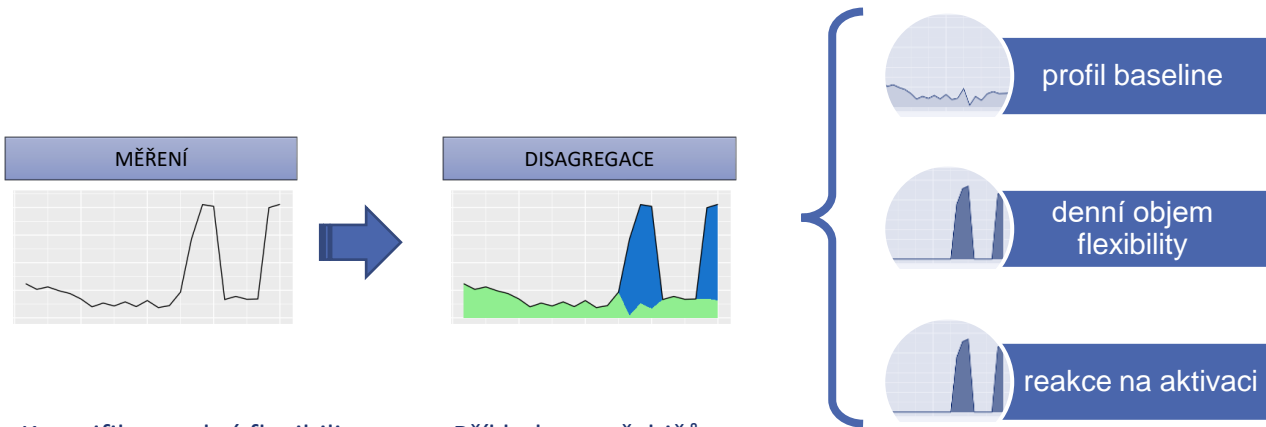 MĚŘENÍ
DISAGREGACE
profil baseline
denní objem
flexibility
reakce na aktivaci